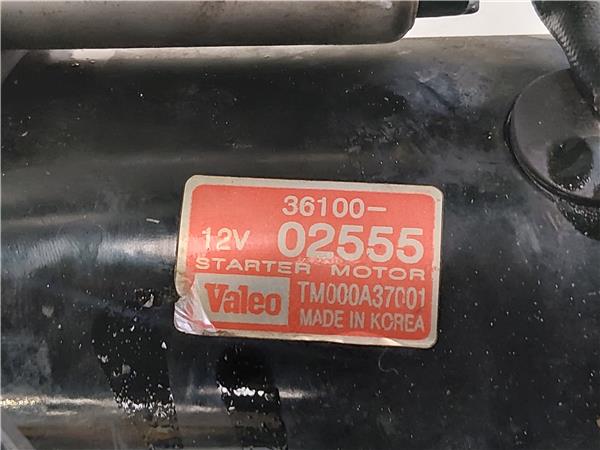 36100-
12V 02555
STARTER MOTOR
Valeo TM000A37001
MADE IN KOREA